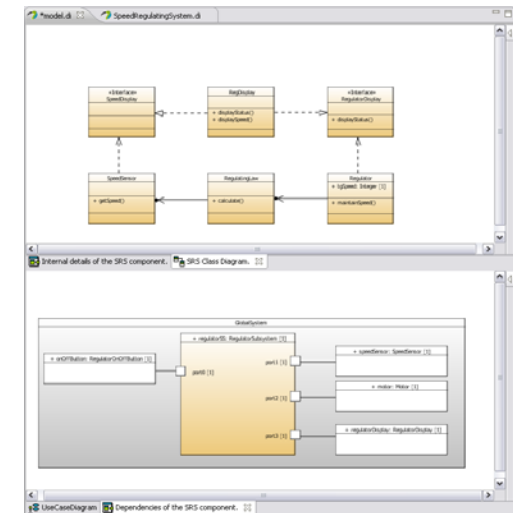 *model.di
SpeedRegulatingSystem.di
«Interface»
SpeedDisplay
RegDisplay
+ displayStatus()
+ displaySpeed()
«Interface»
RegulatorDisplay
+ displayStatus()
SpeedSensor
+ getSpeed()
RegulatingLaw
+ calculate()
Regulator
+ tgSpeed: Integer [1]
+ maintainSpeed()
Internal details of the SRS component.
SRS Class Diagram.
GlobalSystem
+ regulatorSS: RegulatorSubsystem [1]
+ onOffButton: RegulatorOnOffButton [1]
port0 [1]
port1 [1]
+ speedSensor: SpeedSensor [1]
port2 [1]
+ motor: Motor [1]
port3 [1]
+ regulatorDisplay: RegulatorDisplay [1]
UseCaseDiagram
Dependencies of the SRS component.